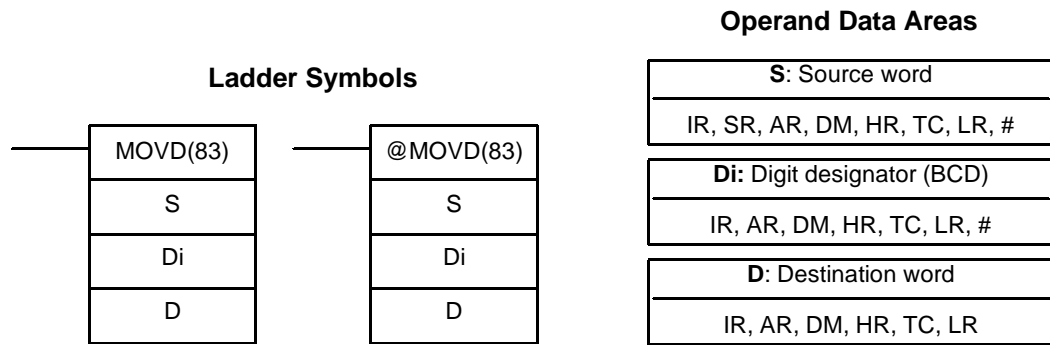 Ladder Symbols
MOVD(83)
S
Di
D
@MOVD(83)
S
Di
D
Operand Data Areas
S: Source word
IR, SR, AR, DM, HR, TC, LR, #
Di: Digit designator (BCD)
IR, AR, DM, HR, TC, LR, #
D: Destination word
IR, AR, DM, HR, TC, LR